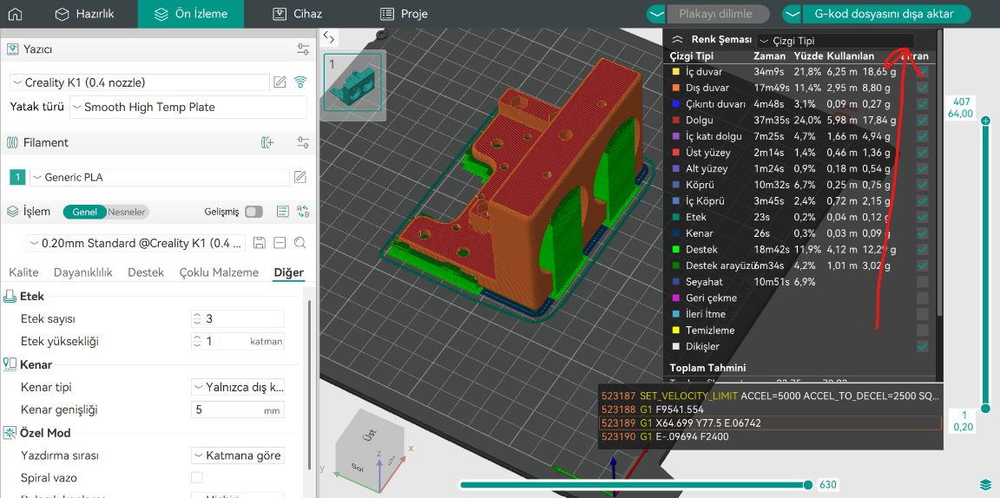 Hazırlık
Ön İzleme
Cihaz
Proje
Plakayı dilimle
G-kod dosyasını dışa aktar
Yazıcı
Creality K1 (0.4 nozzle)
Yatak türü Smooth High Temp Plate
Filament
1 Generic PLA
İşlem Genel Nesneler Gelişmiş
0.20mm Standard @Creality K1 (0.4 ...
Kalite Dayanıklılık Destek Çoklu Malzeme Diğer
Etek
Etek sayısı 3
Etek yüksekliği 1 katman
Kenar
Kenar tipi Yalnızca dış k...
Kenar genişliği 5 mm
Özel Mod
Yazdırma sırası Katmana göre
Spiral vazo
1
Renk Şeması Çizgi Tipi
Çizgi Tipi Zaman Yüzde Kullanılan
İç duvar 34m9s 21,8% 6,25 m 18,65 g
Dış duvar 17m49s 11,4% 2,95 m 8,80 g
Çıkıntı duvarı 4m48s 3,1% 0,09 m 0,27 g
Dolgu 37m35s 24,0% 5,98 m 17,84 g
İç katı dolgu 7m25s 4,7% 1,66 m 4,94 g
Üst yüzey 2m14s 1,4% 0,46 m 1,36 g
Alt yüzey 1m24s 0,9% 0,18 m 0,54 g
Köprü 10m32s 6,7% 0,25 m 0,75 g
İç Köprü 3m45s 2,4% 0,72 m 2,15 g
Etek 23s 0,2% 0,04 m 0,12 g
Kenar 26s 0,3% 0,03 m 0,09 g
Destek 18m42s 11,9% 4,12 m 12,29 g
Destek arayüzü 6m34s 4,2% 1,01 m 3,02 g
Seyahat 10m51s 6,9%
Geri çekme
İleri İtme
Temizleme
Dikişler
Toplam Tahmini
523187 SET_VELOCITY_LIMIT ACCEL=5000 ACCEL_TO_DECEL=2500 SQ...
523188 G1 F9541.554
523189 G1 X64.699 Y77.5 E.06742
523190 G1 E-.09694 F2400
407
64,00
1
0,20
Üst
Sol
z
x
y
630